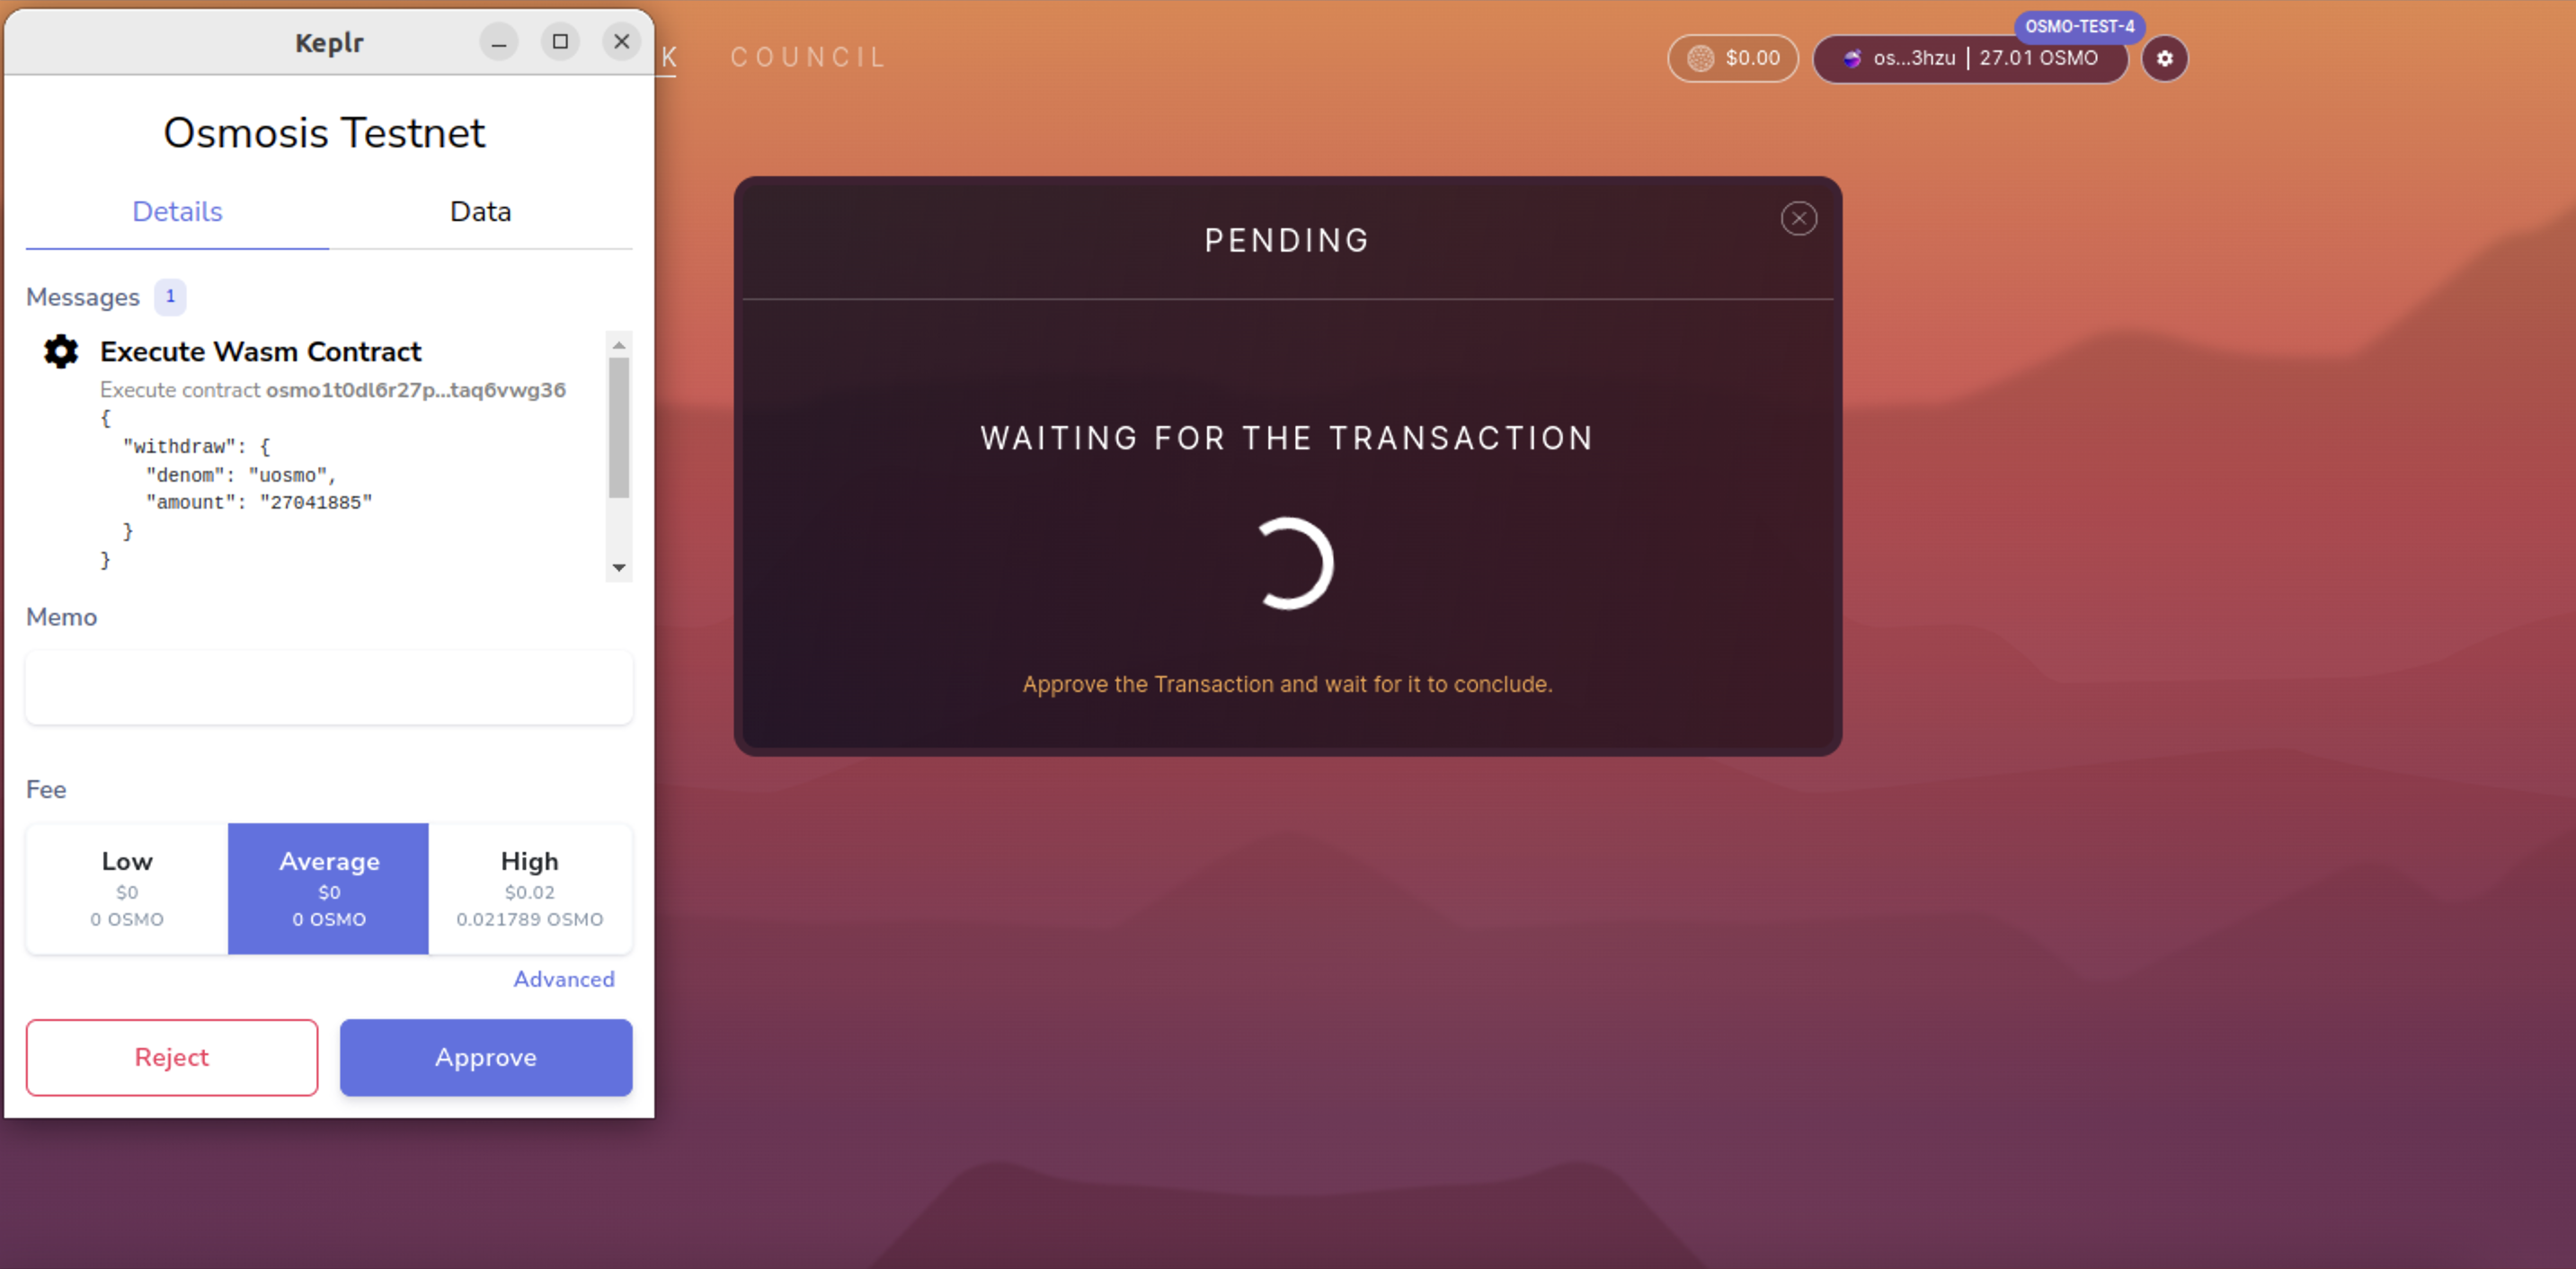 Keplr
Osmosis Testnet
Details
Data
Messages 1
Execute Wasm Contract
Execute contract osmo1t0dl6r27p...taq6vwg36
{
"withdraw": {
"denom": "uosmo",
"amount": "27041885"
}
}
Memo
Fee
Low
$0
0 OSMO
Average
$0
0 OSMO
High
$0.02
0.021789 OSMO
Advanced
Reject
Approve
K
COUNCIL
$0.00
OSMO-TEST-4
os...3hzu | 27.01 OSMO
PENDING
WAITING FOR THE TRANSACTION
Approve the Transaction and wait for it to conclude.